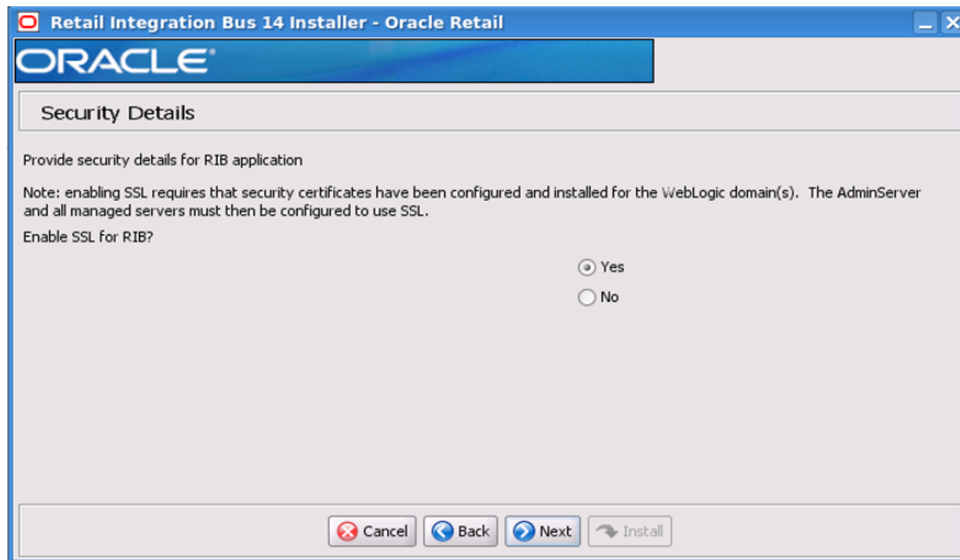 Retail Integration Bus 14 Installer - Oracle Retail
ORACLE®
Security Details
Provide security details for RIB application
Note: enabling SSL requires that security certificates have been configured and installed for the WebLogic domain(s). The AdminServer
and all managed servers must then be configured to use SSL.
Enable SSL for RIB?
Yes
No
Cancel Back Next Install